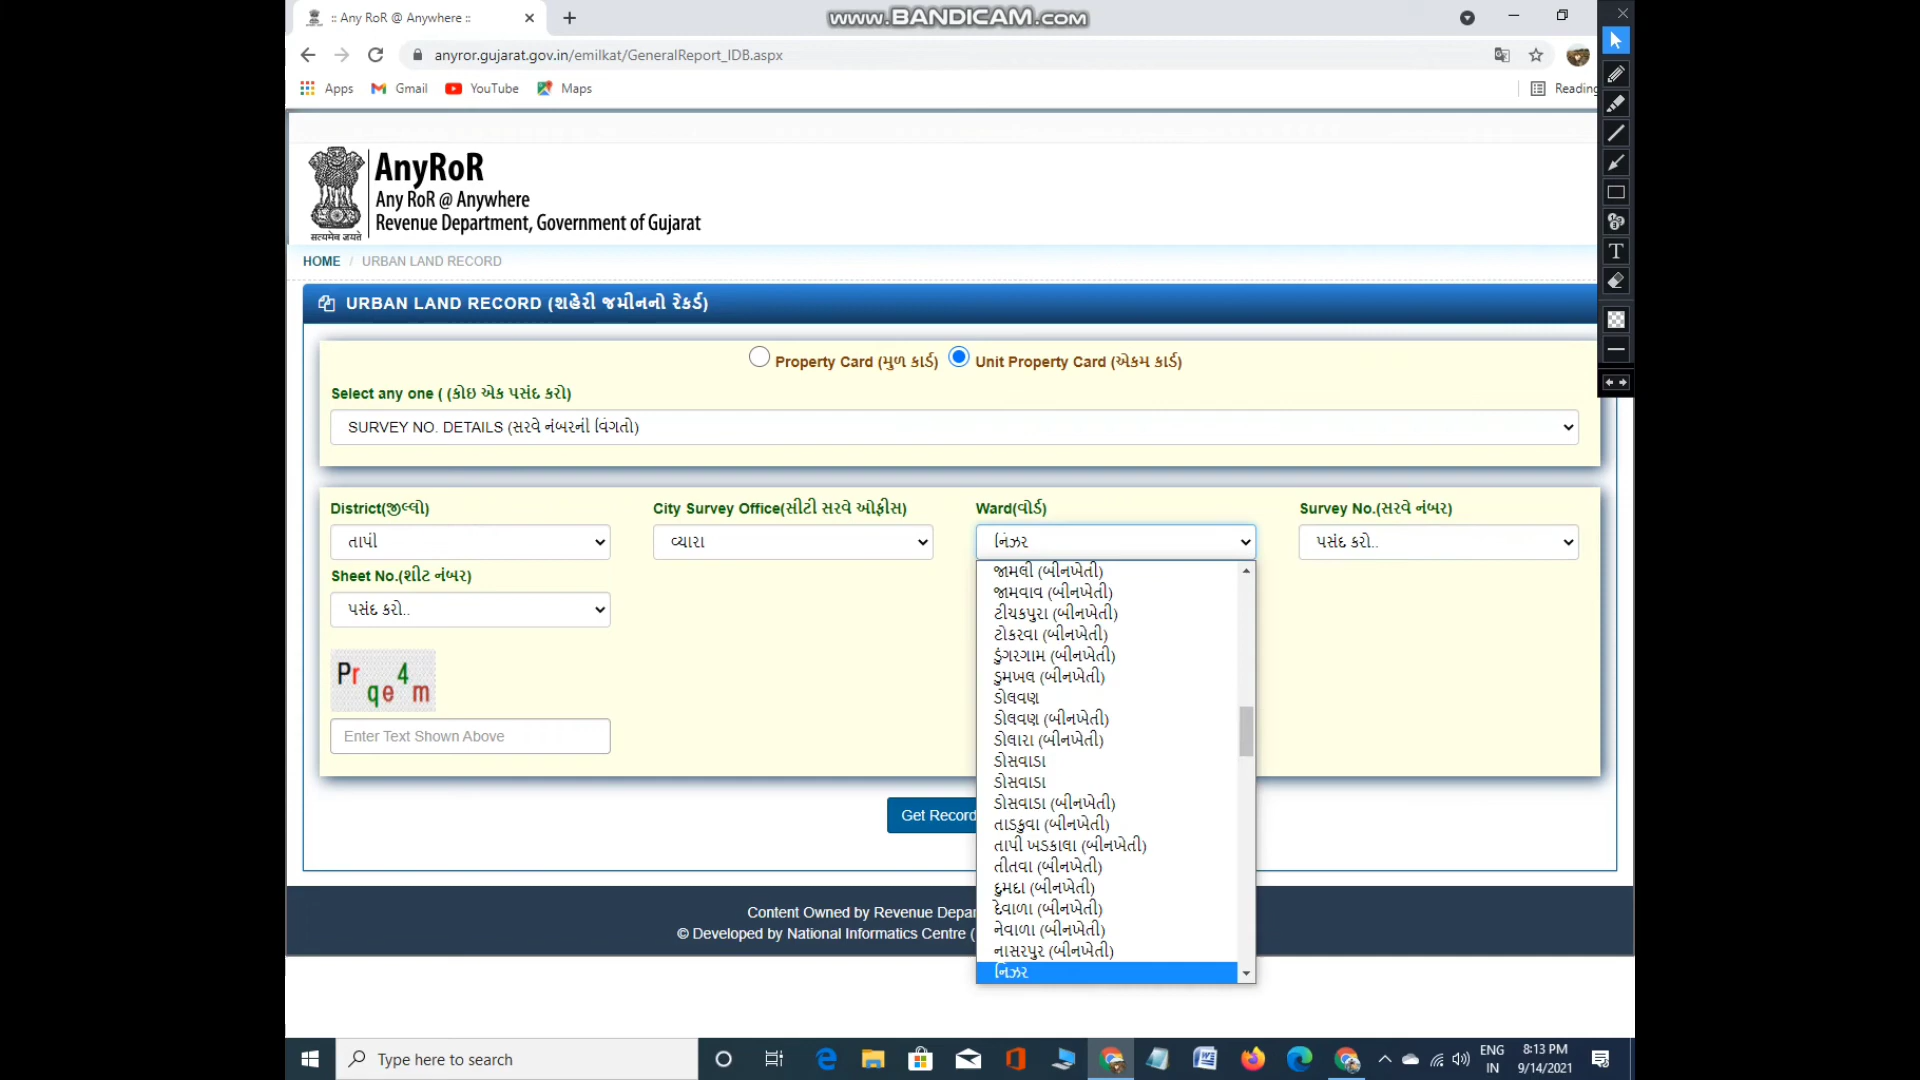 :: Any RoR @ Anywhere ::
www.BANDICAM.com
anyror.gujarat.gov.in/emilkat/GeneralReport_IDB.aspx
Apps Gmail YouTube Maps
Reading
सत्यमेव जयते
AnyRoR
Any RoR @ Anywhere
Revenue Department, Government of Gujarat
HOME / URBAN LAND RECORD
URBAN LAND RECORD (શહેરી જમીનનો રેકર્ડ)
Property Card (મુળ કાર્ડ) Unit Property Card (એકમ કાર્ડ)
Select any one ( (કોઇ એક પસંદ કરો)
SURVEY NO. DETAILS (સરવે નંબરની વિંગતો)
District(જીલ્લો) City Survey Office(સીટી સરવે ઓફીસ) Ward(વોર્ડ) Survey No.(સરવે નંબર)
તાપી વ્યારા નિંઝર પસંદ કરો..
Sheet No.(શીટ નંબર)
પસંદ કરો..
જામલી (બીનખેતી)
જામવાવ (બીનખેતી)
ટીચકપુરા (બીનખેતી)
ટોકરવા (બીનખેતી)
ડુંગરગામ (બીનખેતી)
ડુમખલ (બીનખેતી)
ડોલવણ
ડોલવણ (બીનખેતી)
ડોલારા (બીનખેતી)
ડોસવાડા
ડોસવાડા
ડોસવાડા (બીનખેતી)
તાડકુવા (બીનખેતી)
તાપી ખડકાલા (બીનખેતી)
તીતવા (બીનખેતી)
દુમદા (બીનખેતી)
દેવાળા (બીનખેતી)
નેવાળા (બીનખેતી)
નાસરપુર (બીનખેતી)
નિંઝર
Pr qe 4 m
Enter Text Shown Above
Get Record
Content Owned by Revenue Depar
© Developed by National Informatics Centre (
Type here to search
ENG
IN
8:13 PM
9/14/2021